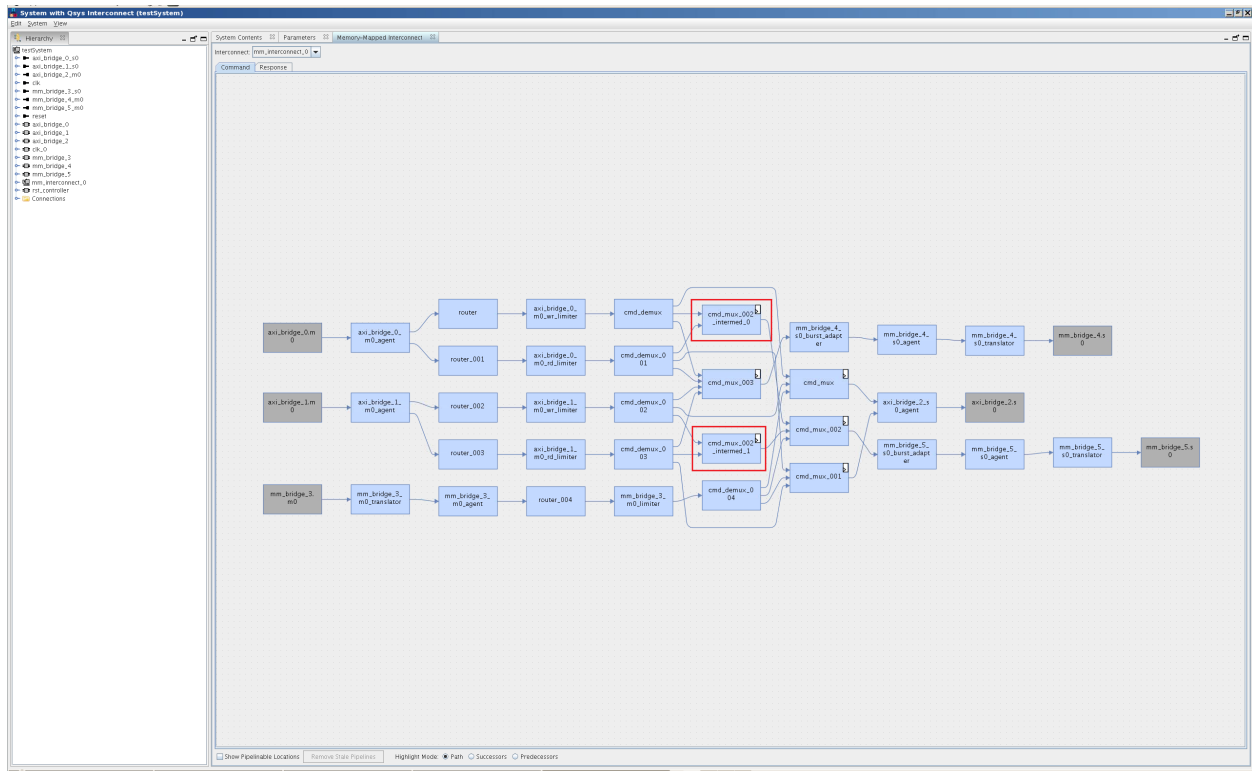 System with Qsys Interconnect (testSystem)
Edit System View
Hierarchy
testSystem
axi_bridge_0_s0
axi_bridge_1_s0
axi_bridge_2_m0
clk
mm_bridge_3_s0
mm_bridge_4_m0
mm_bridge_5_m0
reset
axi_bridge_0
axi_bridge_1
axi_bridge_2
clk_0
mm_bridge_3
mm_bridge_4
mm_bridge_5
mm_interconnect_0
rst_controller
Connections
System Contents Parameters Memory-Mapped Interconnect
Interconnect: mm_interconnect_0
Command Response
axi_bridge_0.m
0
axi_bridge_0_
m0_agent
router
axi_bridge_0_
m0_wr_limiter
cmd_demux
cmd_mux_002
_intermed_0
mm_bridge_4_
s0_burst_adapt
er
mm_bridge_4_
s0_agent
mm_bridge_4_
s0_translator
mm_bridge_4.s
0
router_001
axi_bridge_0_
m0_rd_limiter
cmd_demux_0
01
cmd_mux_003
cmd_mux
axi_bridge_1.m
0
axi_bridge_1_
m0_agent
router_002
axi_bridge_1_
m0_wr_limiter
cmd_demux_0
02
cmd_mux_002
axi_bridge_2_s
0_agent
axi_bridge_2.s
0
router_003
axi_bridge_1_
m0_rd_limiter
cmd_demux_0
03
cmd_mux_002
_intermed_1
mm_bridge_5_
s0_burst_adapt
er
mm_bridge_5_
s0_agent
mm_bridge_5_
s0_translator
mm_bridge_5.s
0
mm_bridge_3.
m0
mm_bridge_3_
m0_translator
mm_bridge_3_
m0_agent
router_004
mm_bridge_3_
m0_limiter
cmd_demux_0
04
cmd_mux_001
Show Pipelinable Locations Remove Stale Pipelines Highlight Mode: Path Successors Predecessors